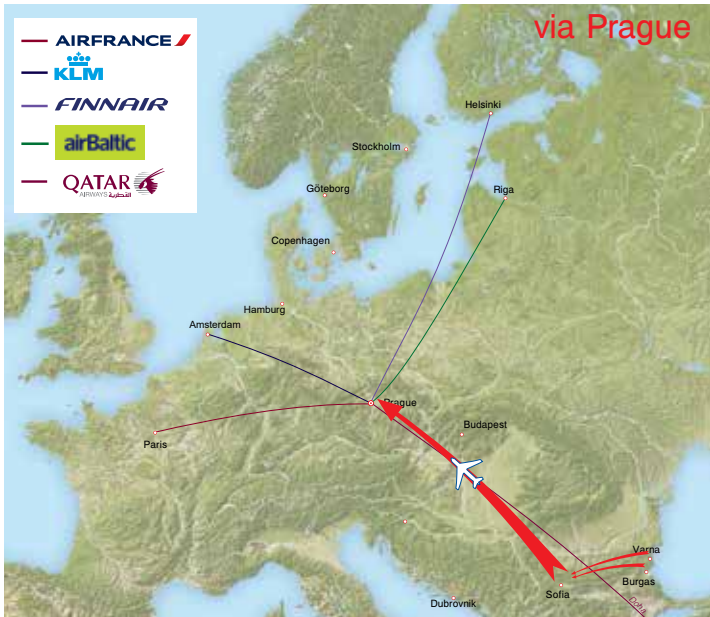 via Prague
AIRFRANCE
KLM
FINNAIR
airBaltic
QATAR
AIRWAYS القطرية
Helsinki
Stockholm
Göteborg
Riga
Copenhagen
Hamburg
Amsterdam
Prague
Paris
Budapest
Varna
Burgas
Sofia
Doha
Dubrovnik